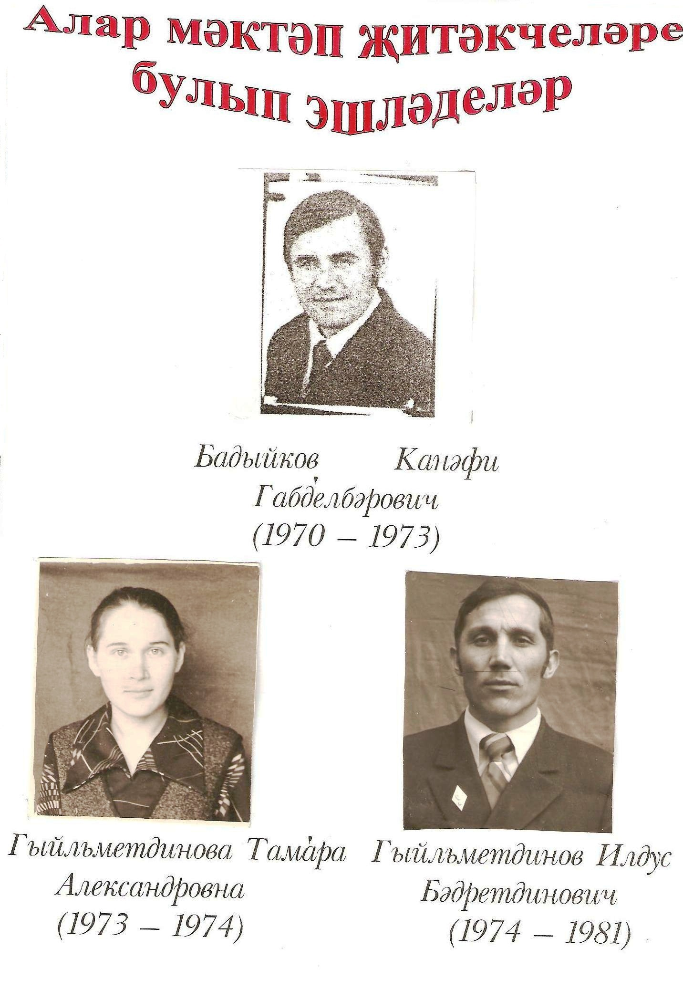 Алар мәктәп җитәкчеләре
булып эшләделәр
Бадыйков Канәфи
Габделбәрович
(1970 – 1973)
Гыйльметдинова Тамара
Александровна
(1973 – 1974)
Гыйльметдинов Илдус
Бәдретдинович
(1974 – 1981)